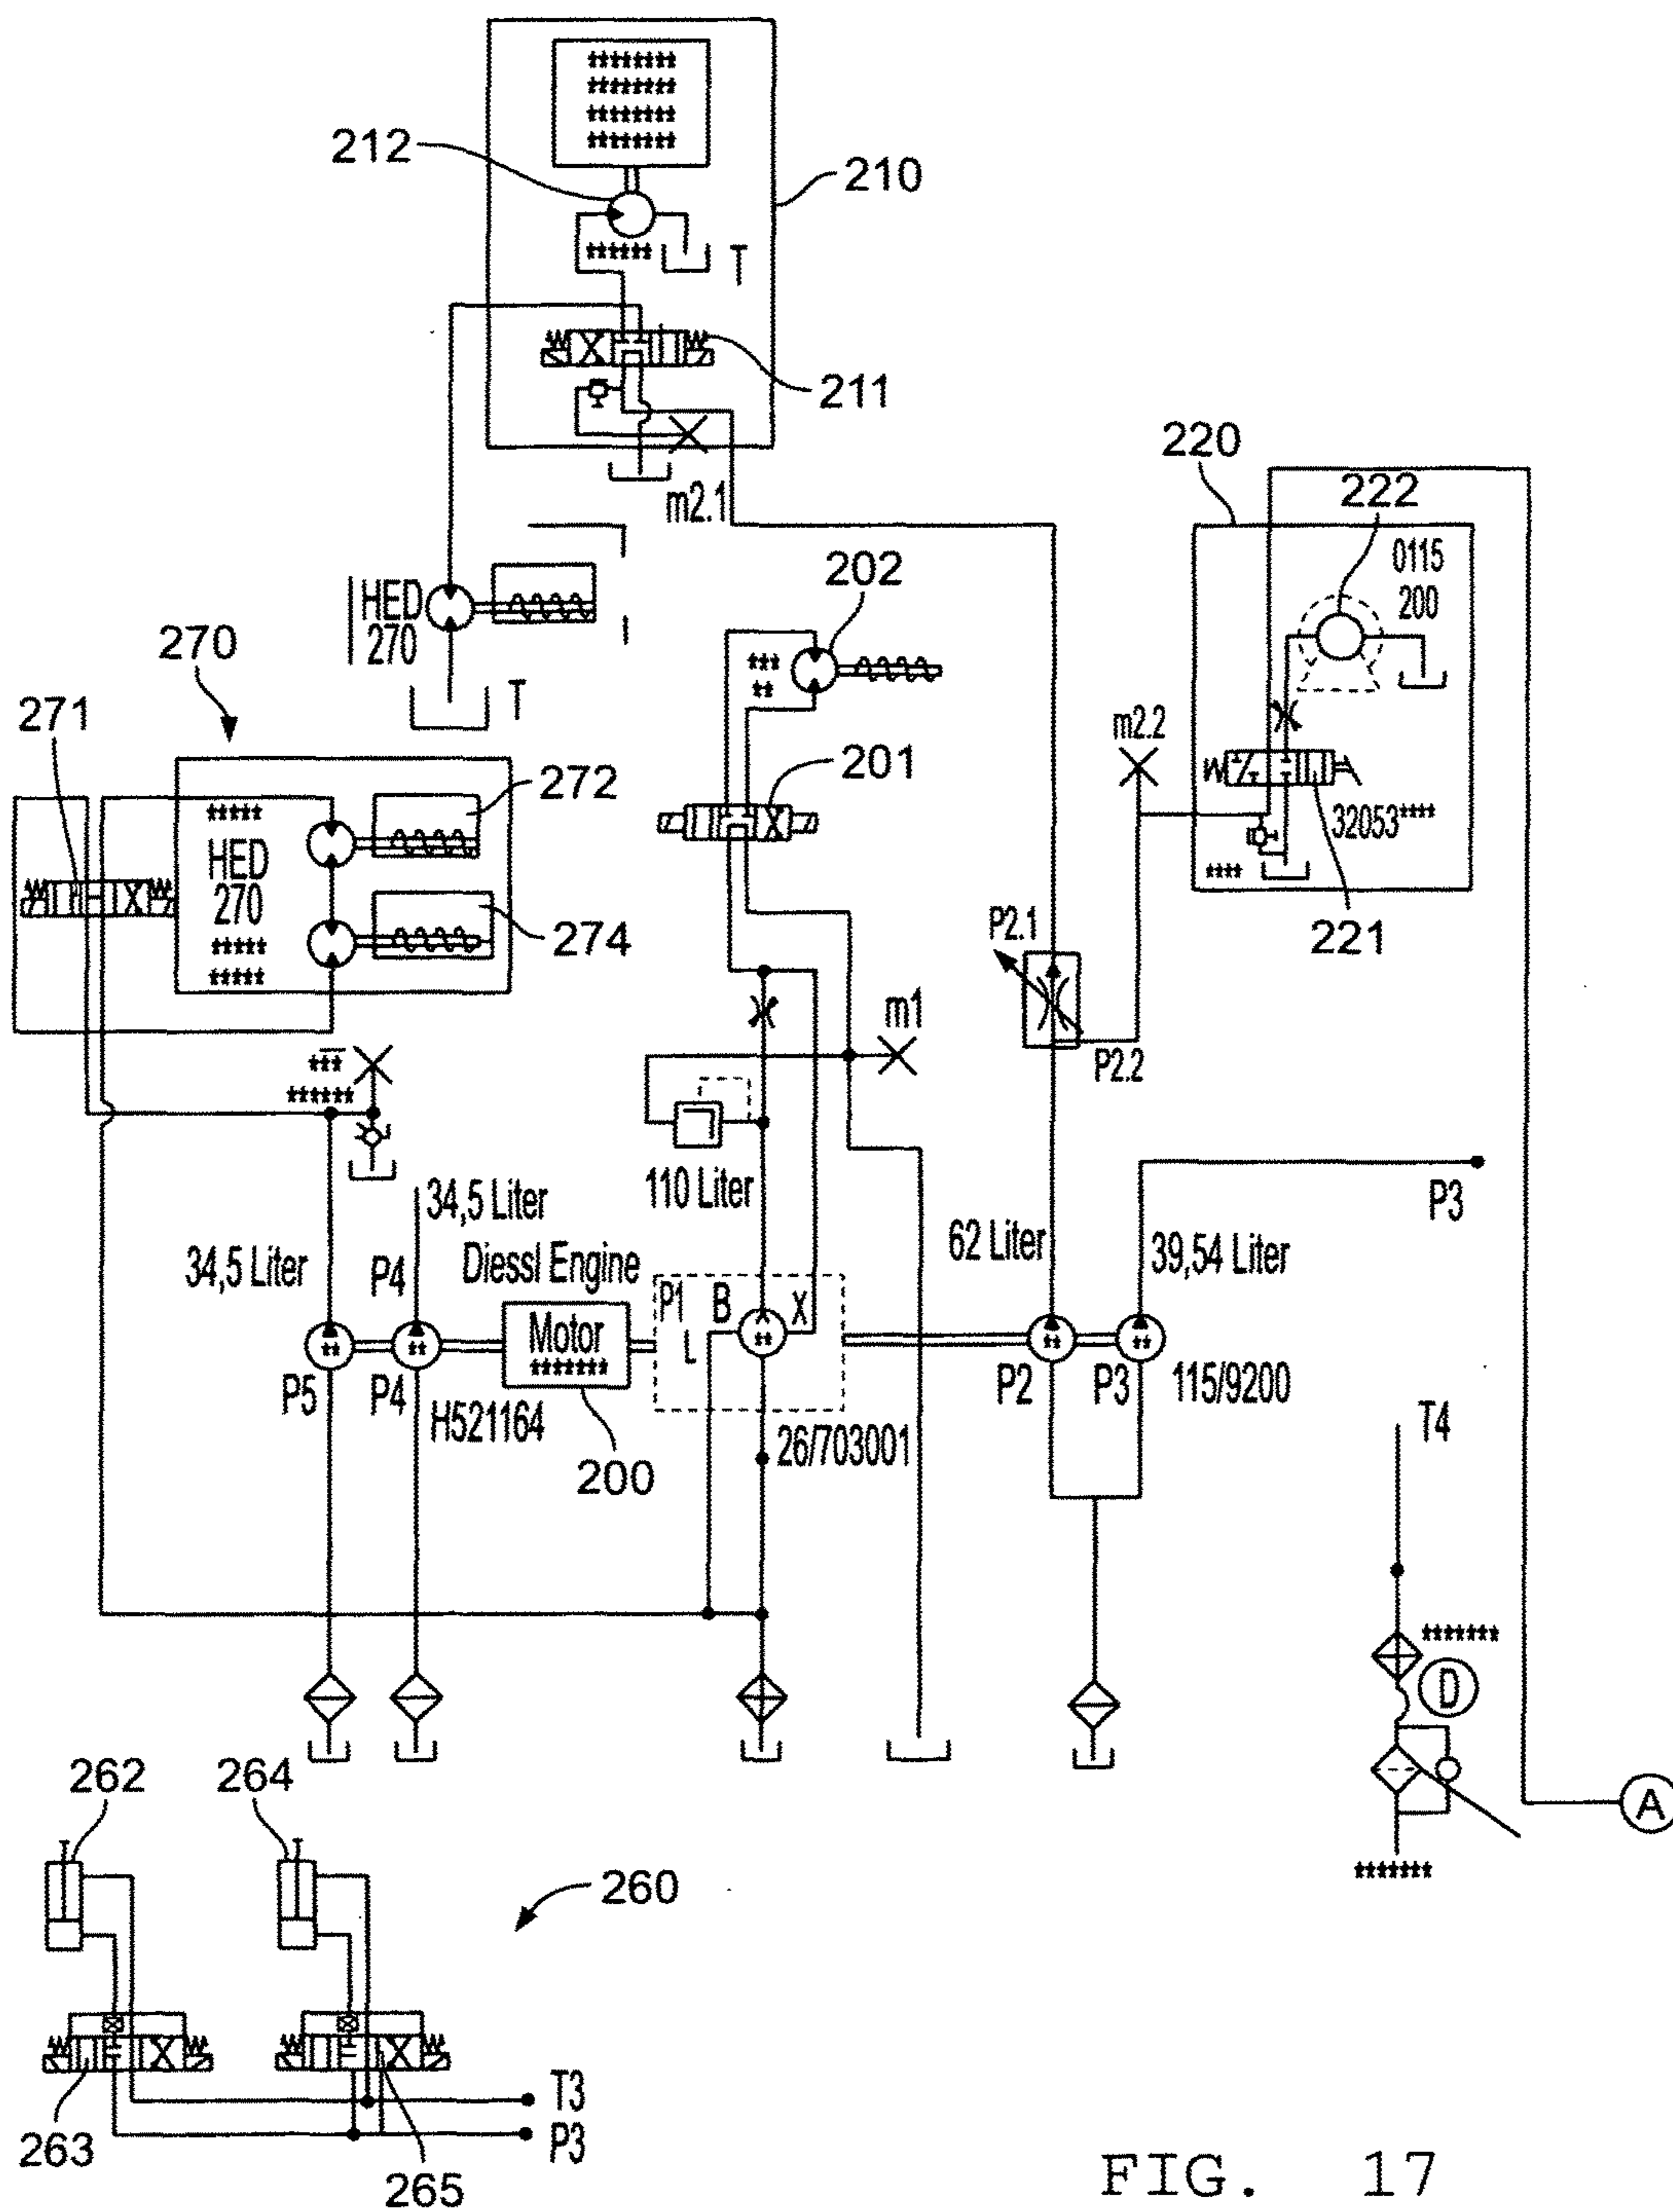 ********
********
********
********
212
210
******
T
211
m2.1
220
222
0115
200
HED
270
T
202
***
**
270
271
272
*****
HED
270
*****
*****
274
201
m2.2
32053****
****
221
P2.1
P2.2
m1
***
******
110 Liter
34,5 Liter
34,5 Liter
P4
Diessl Engine
Motor
*******
P1
B
X
L
**
**
**
**
**
62 Liter
39,54 Liter
P3
P5
P4
H521164
200
26/703001
P2
P3
115/9200
T4
*******
D
*******
A
262
264
260
263
265
T3
P3
FIG. 17